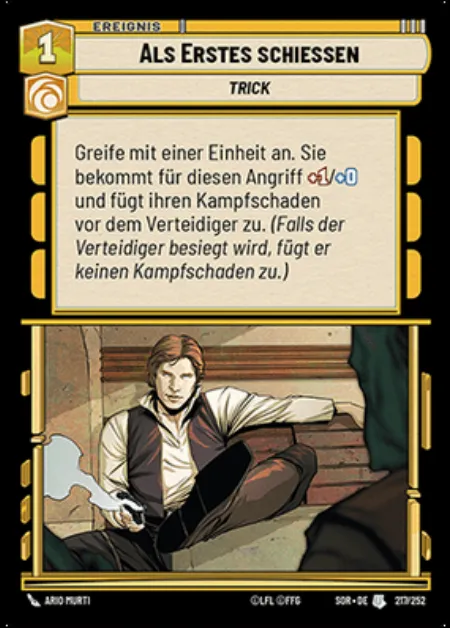 EREIGNIS
1
ALS ERSTES SCHIESSEN
TRICK
Greife mit einer Einheit an. Sie
bekommt für diesen Angriff +1/+0
und fügt ihren Kampfschaden
vor dem Verteidiger zu. (Falls der
Verteidiger besiegt wird, fügt er
keinen Kampfschaden zu.)
ARIO MURTI ©LFL ©FFG SOR•DE 217/252